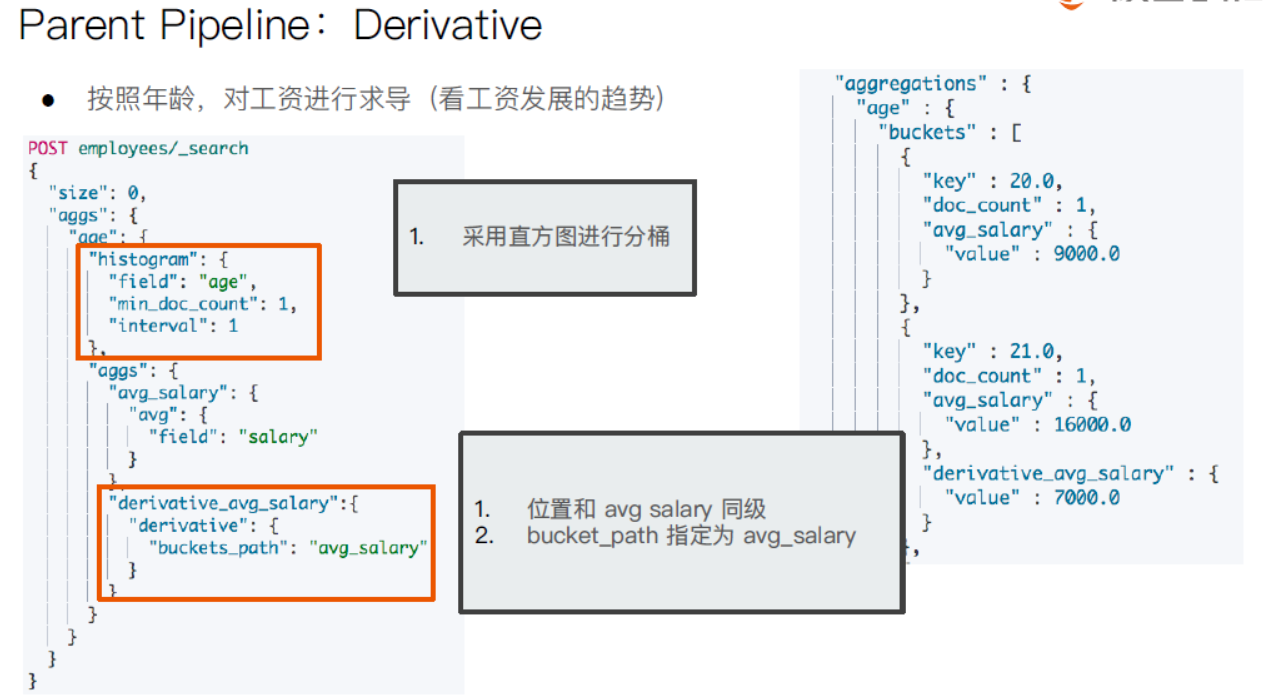 Parent Pipeline：Derivative
● 按照年龄，对工资进行求导（看工资发展的趋势）
POST employees/_search
{
"size": 0,
"aggs": {
"age": {
"histogram": {
"field": "age",
"min_doc_count": 1,
"interval": 1
},
"aggs": {
"avg_salary": {
"avg": {
"field": "salary"
}
},
"derivative_avg_salary":{
"derivative": {
"buckets_path": "avg_salary"
}
}
}
}
}
}
1. 采用直方图进行分桶
1. 位置和 avg salary 同级
2. bucket_path 指定为 avg_salary
"aggregations" : {
"age" : {
"buckets" : [
{
"key" : 20.0,
"doc_count" : 1,
"avg_salary" : {
"value" : 9000.0
}
},
{
"key" : 21.0,
"doc_count" : 1,
"avg_salary" : {
"value" : 16000.0
},
"derivative_avg_salary" : {
"value" : 7000.0
}
},